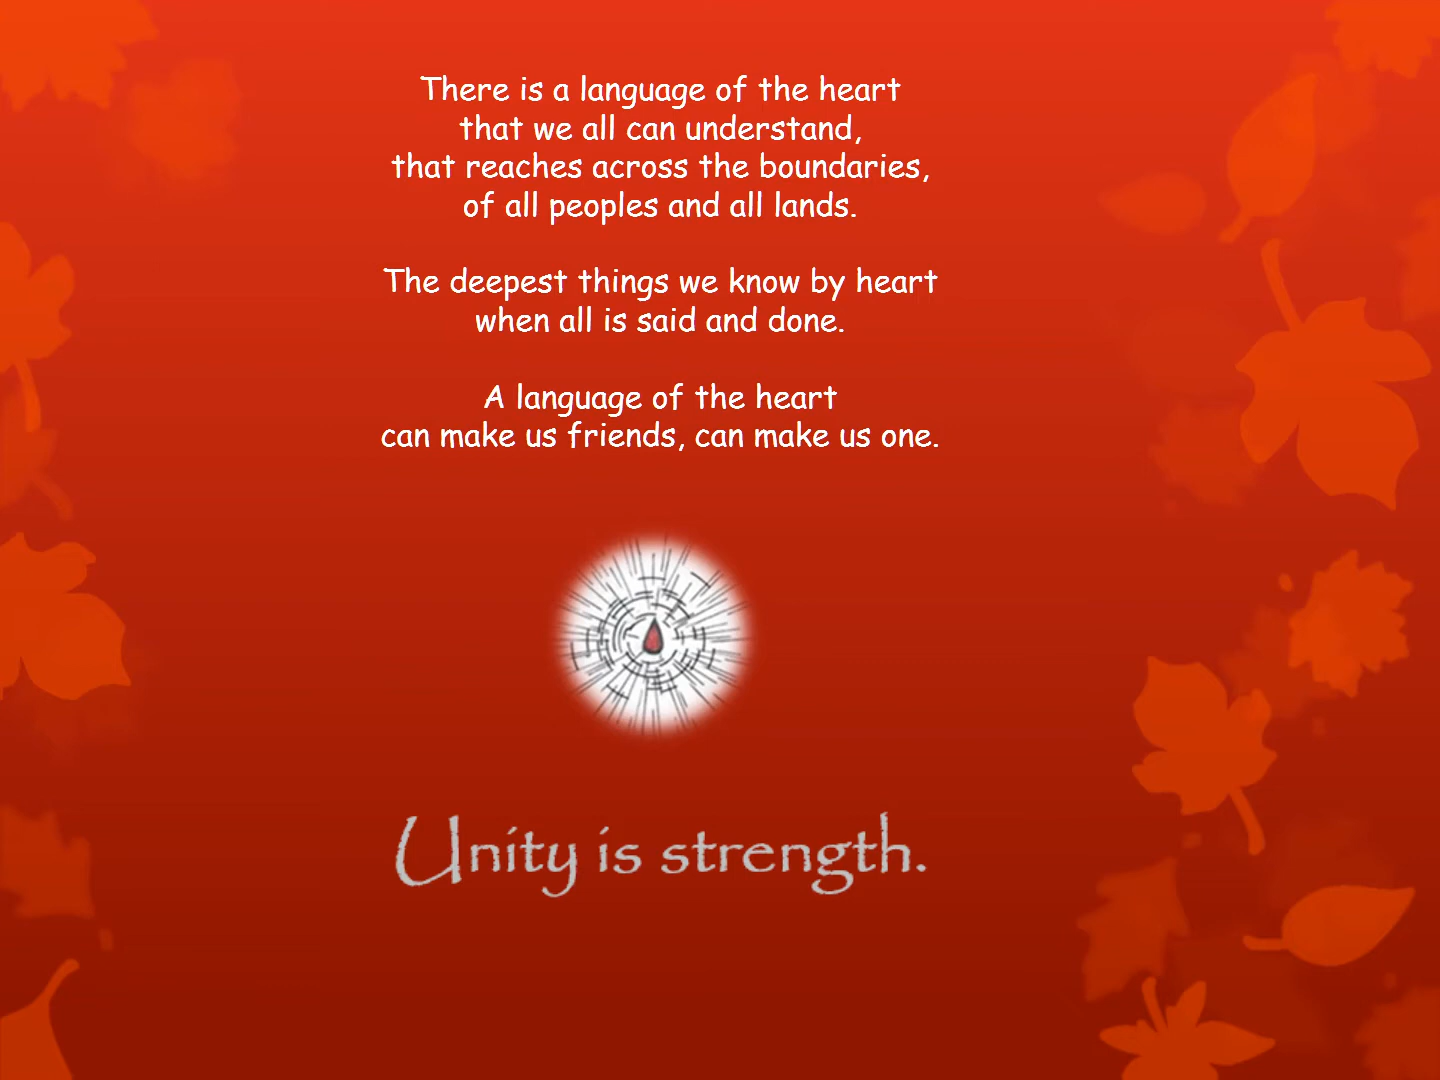 There is a language of the heart
that we all can understand,
that reaches across the boundaries,
of all peoples and all lands.
The deepest things we know by heart
when all is said and done.
A language of the heart
can make us friends, can make us one.
Unity is strength.